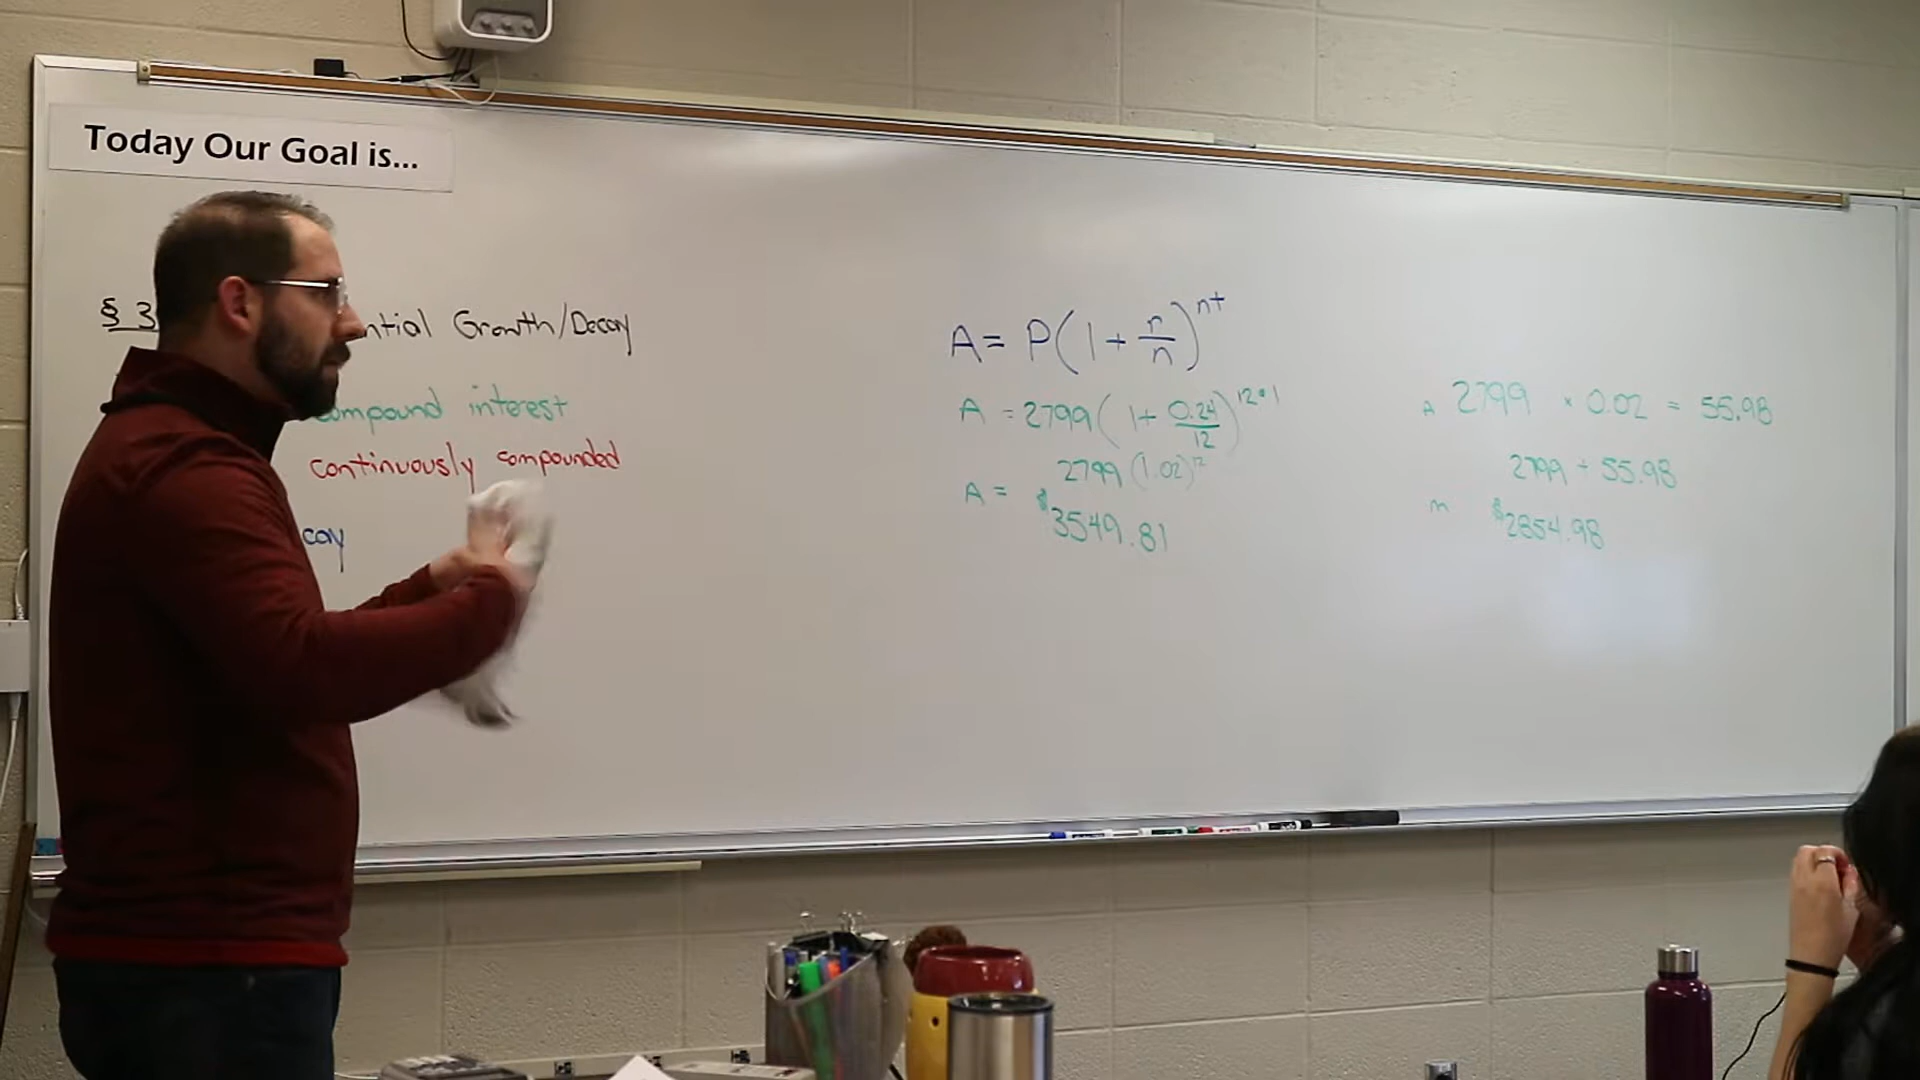 Today Our Goal is...
§ 3
ntial Growth/Decay
compound interest
continuously compounded
cay
A = P(1 + r/n)^nt
A = 2799(1 + 0.24/12)^12•1
2799(1.02)^12
A = $3549.81
A 2799 × 0.02 = 55.98
2799 + 55.98
m $2854.98